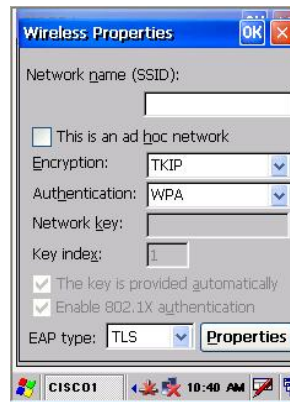 Wireless Properties OK
Network name (SSID):
This is an ad hoc network
Encryption: TKIP
Authentication: WPA
Network key:
Key index: 1
The key is provided automatically
Enable 802.1X authentication
EAP type: TLS Properties
CISCO1 10:40 AM